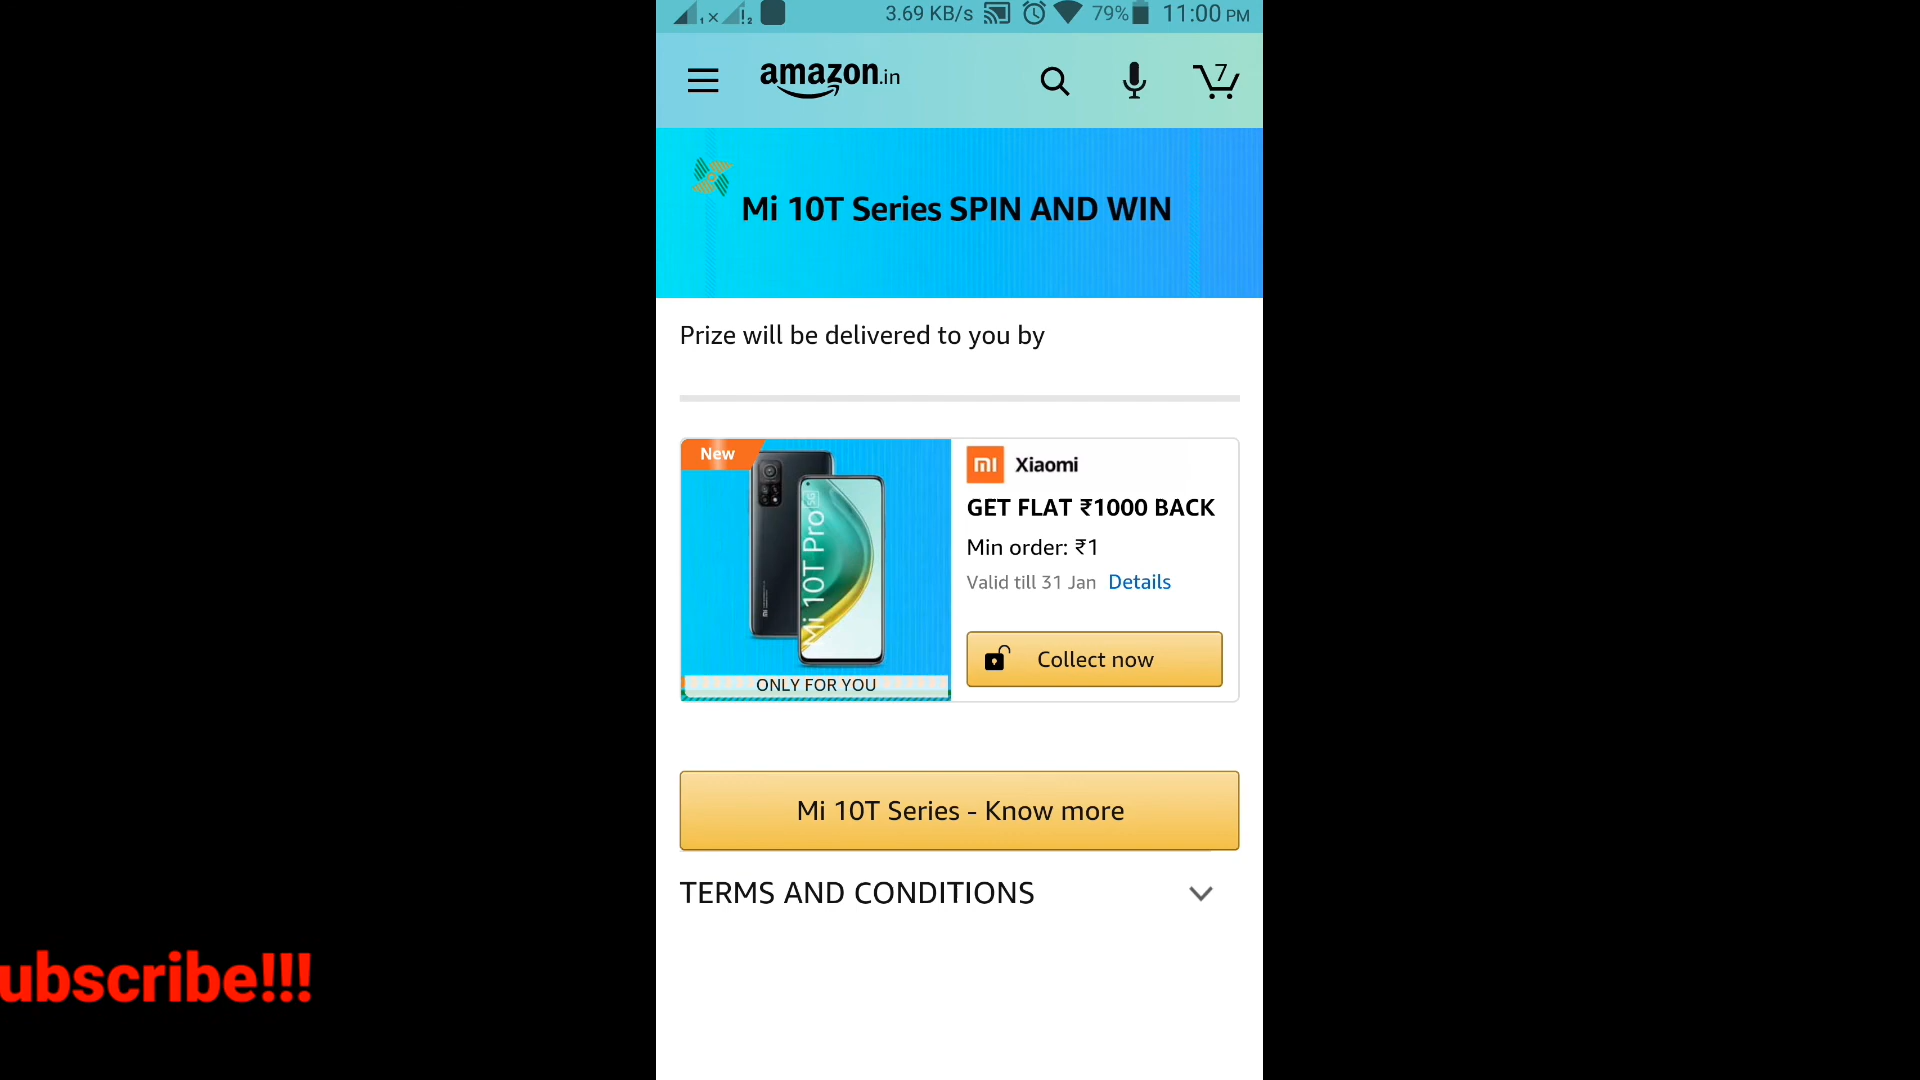 3.69 KB/s 79% 11:00 PM
amazon.in
7
Mi 10T Series SPIN AND WIN
Prize will be delivered to you by
New
Mi 10T Pro 5G
ONLY FOR YOU
mi Xiaomi
GET FLAT ₹1000 BACK
Min order: ₹1
Valid till 31 Jan Details
Collect now
Mi 10T Series - Know more
TERMS AND CONDITIONS
ubscribe!!!